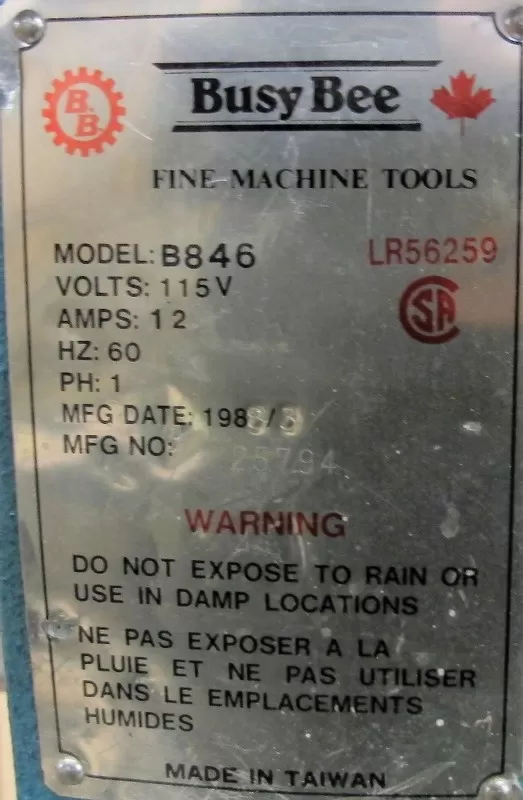 B.B.
Busy Bee
FINE MACHINE TOOLS
MODEL: B846
LR56259
VOLTS: 115V
SA
AMPS: 12
HZ: 60
PH: 1
MFG DATE:
MFG NO: 25794
WARNING
DO NOT EXPOSE TO RAIN OR
USE IN DAMP LOCATIONS
NE PAS EXPOSER A LA
PLUIE ET NE PAS UTILISER
DANS LE EMPLACEMENTS
HUMIDES
MADE IN TAIWAN